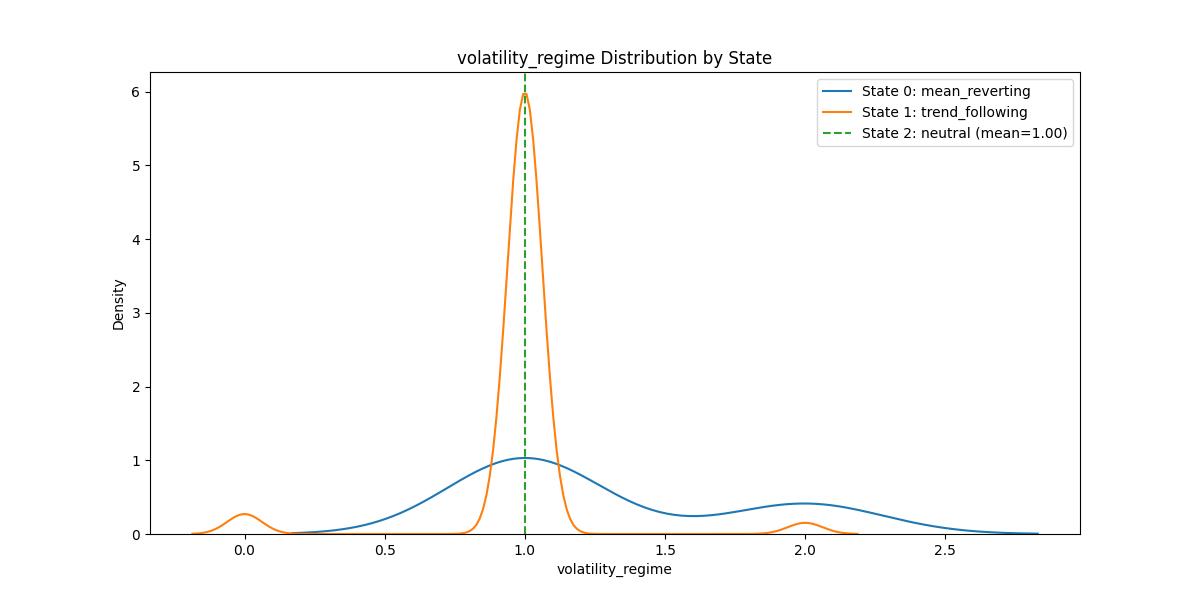 volatility_regime Distribution by State
State 0: mean_reverting
State 1: trend_following
State 2: neutral (mean=1.00)
Density
6
5
4
3
2
1
0
0.0 0.5 1.0 1.5 2.0 2.5
volatility_regime